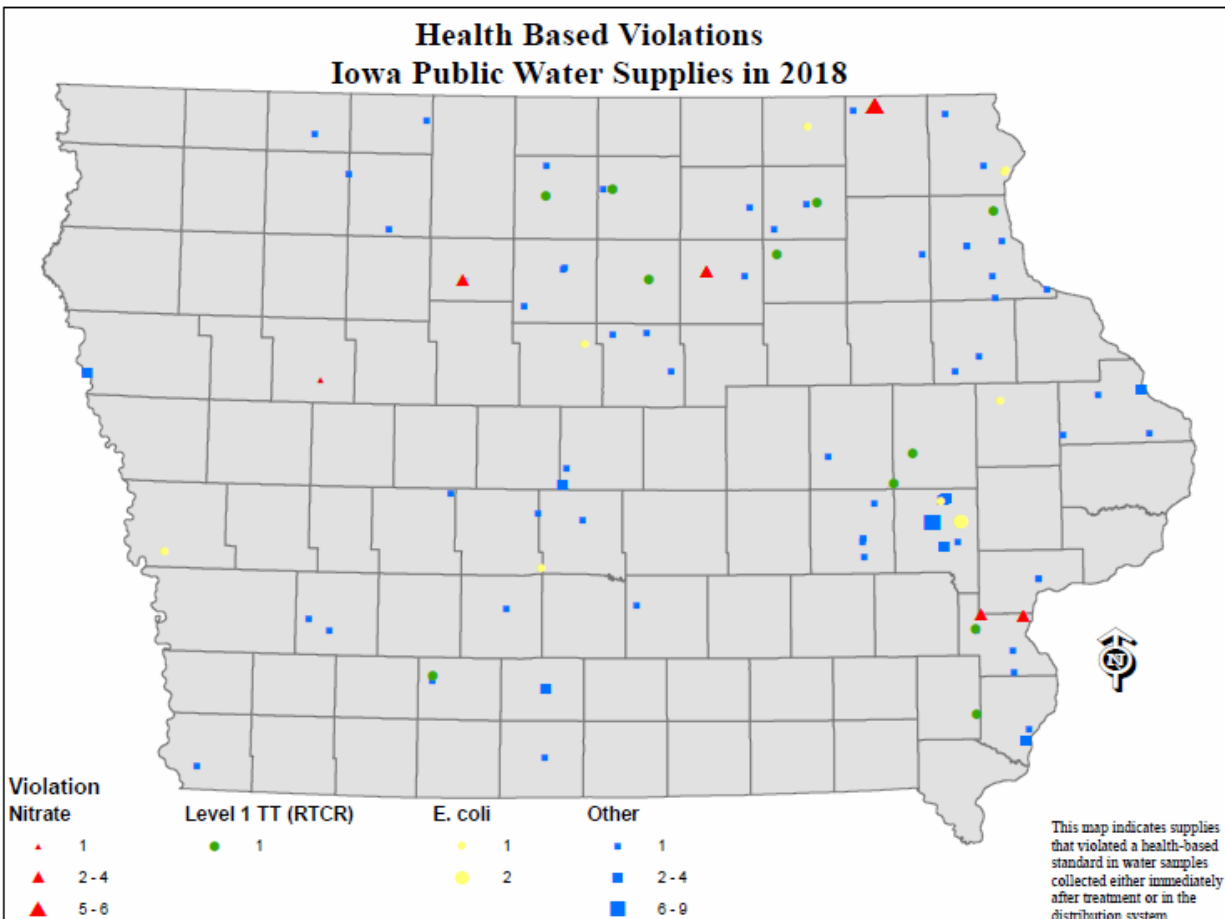 Health Based Violations
Iowa Public Water Supplies in 2018
N
Violation
Nitrate
1
2 - 4
5 - 6
Level 1 TT (RTCR)
1
E. coli
1
2
Other
1
2 - 4
6 - 9
This map indicates supplies
that violated a health-based
standard in water samples
collected either immediately
after treatment or in the
distribution system